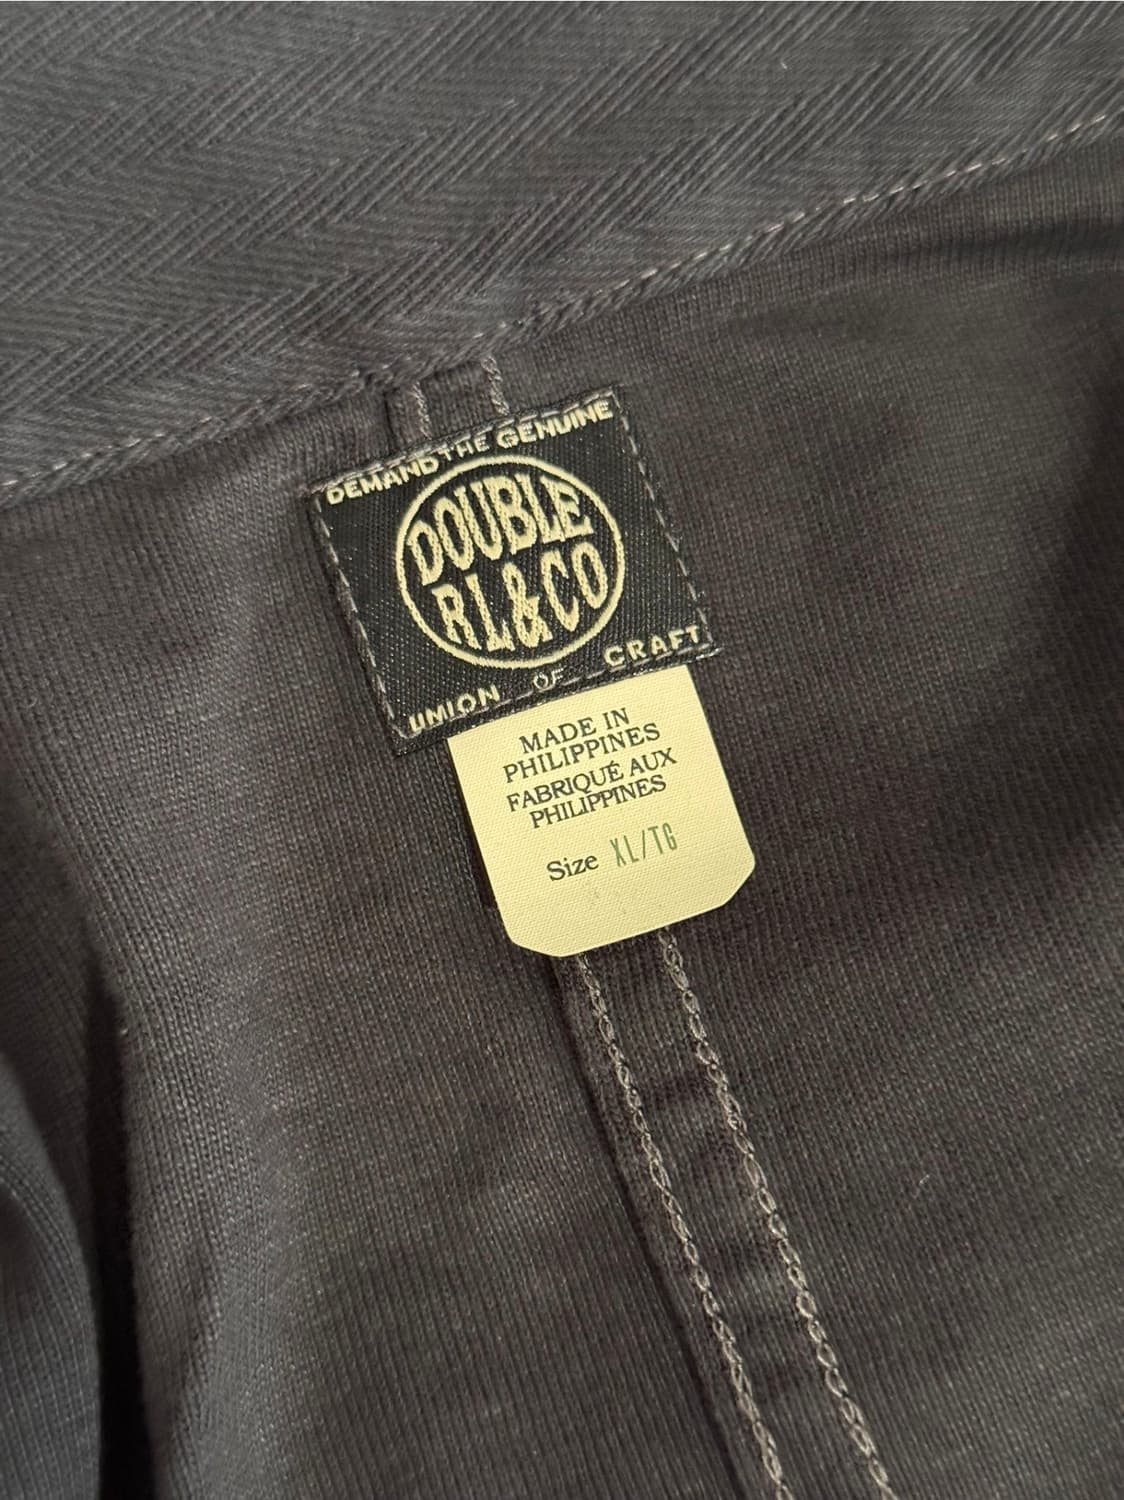 DEMAND THE GENUINE
DOUBLE
RL & CO
UNION OF CRAFT
MADE IN
PHILIPPINES
FABRIQUÉ AUX
PHILIPPINES
Size XL/TG